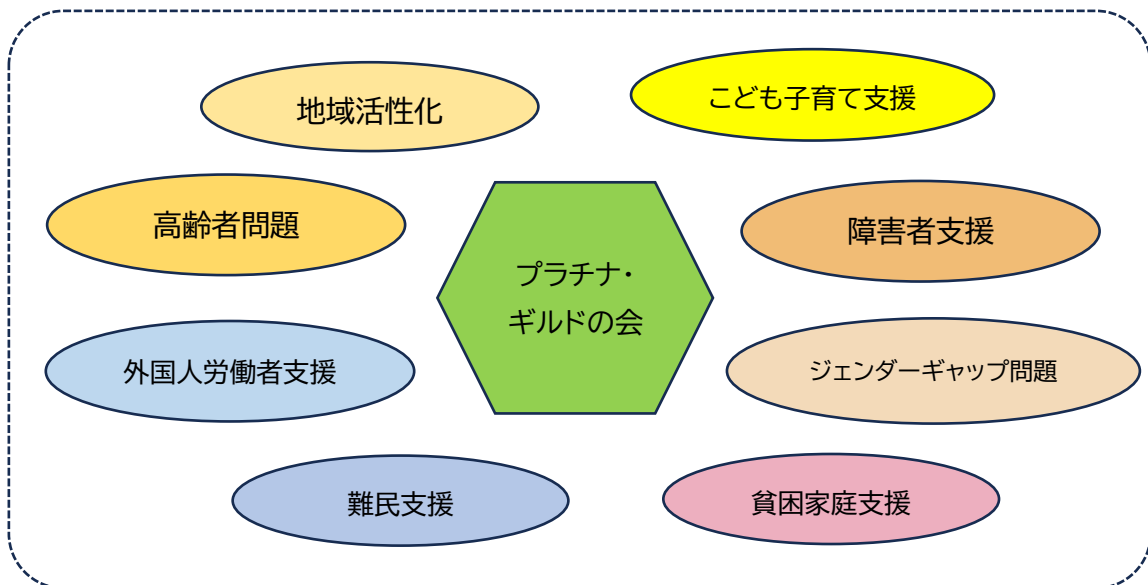 地域活性化
こども子育て支援
高齢者問題
障害者支援
プラチナ・
ギルドの会
外国人労働者支援
ジェンダーギャップ問題
難民支援
貧困家庭支援